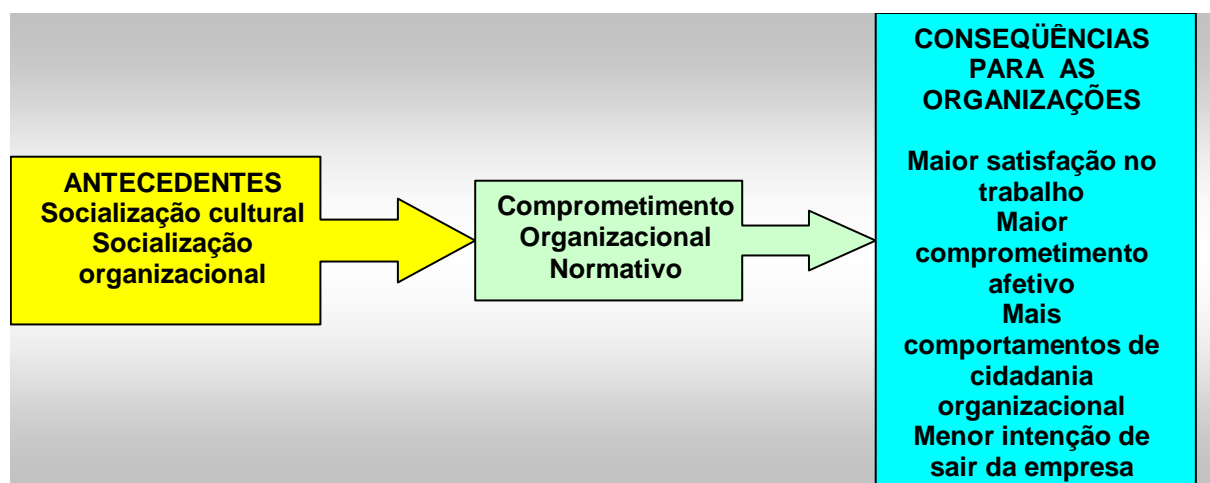 ANTECEDENTES
Socialização cultural
Socialização
organizacional
Comprometimento
Organizacional
Normativo
CONSEQÜÊNCIAS
PARA AS
ORGANIZAÇÕES
Maior satisfação no
trabalho
Maior
comprometimento
afetivo
Mais
comportamentos de
cidadania
organizacional
Menor intenção de
sair da empresa